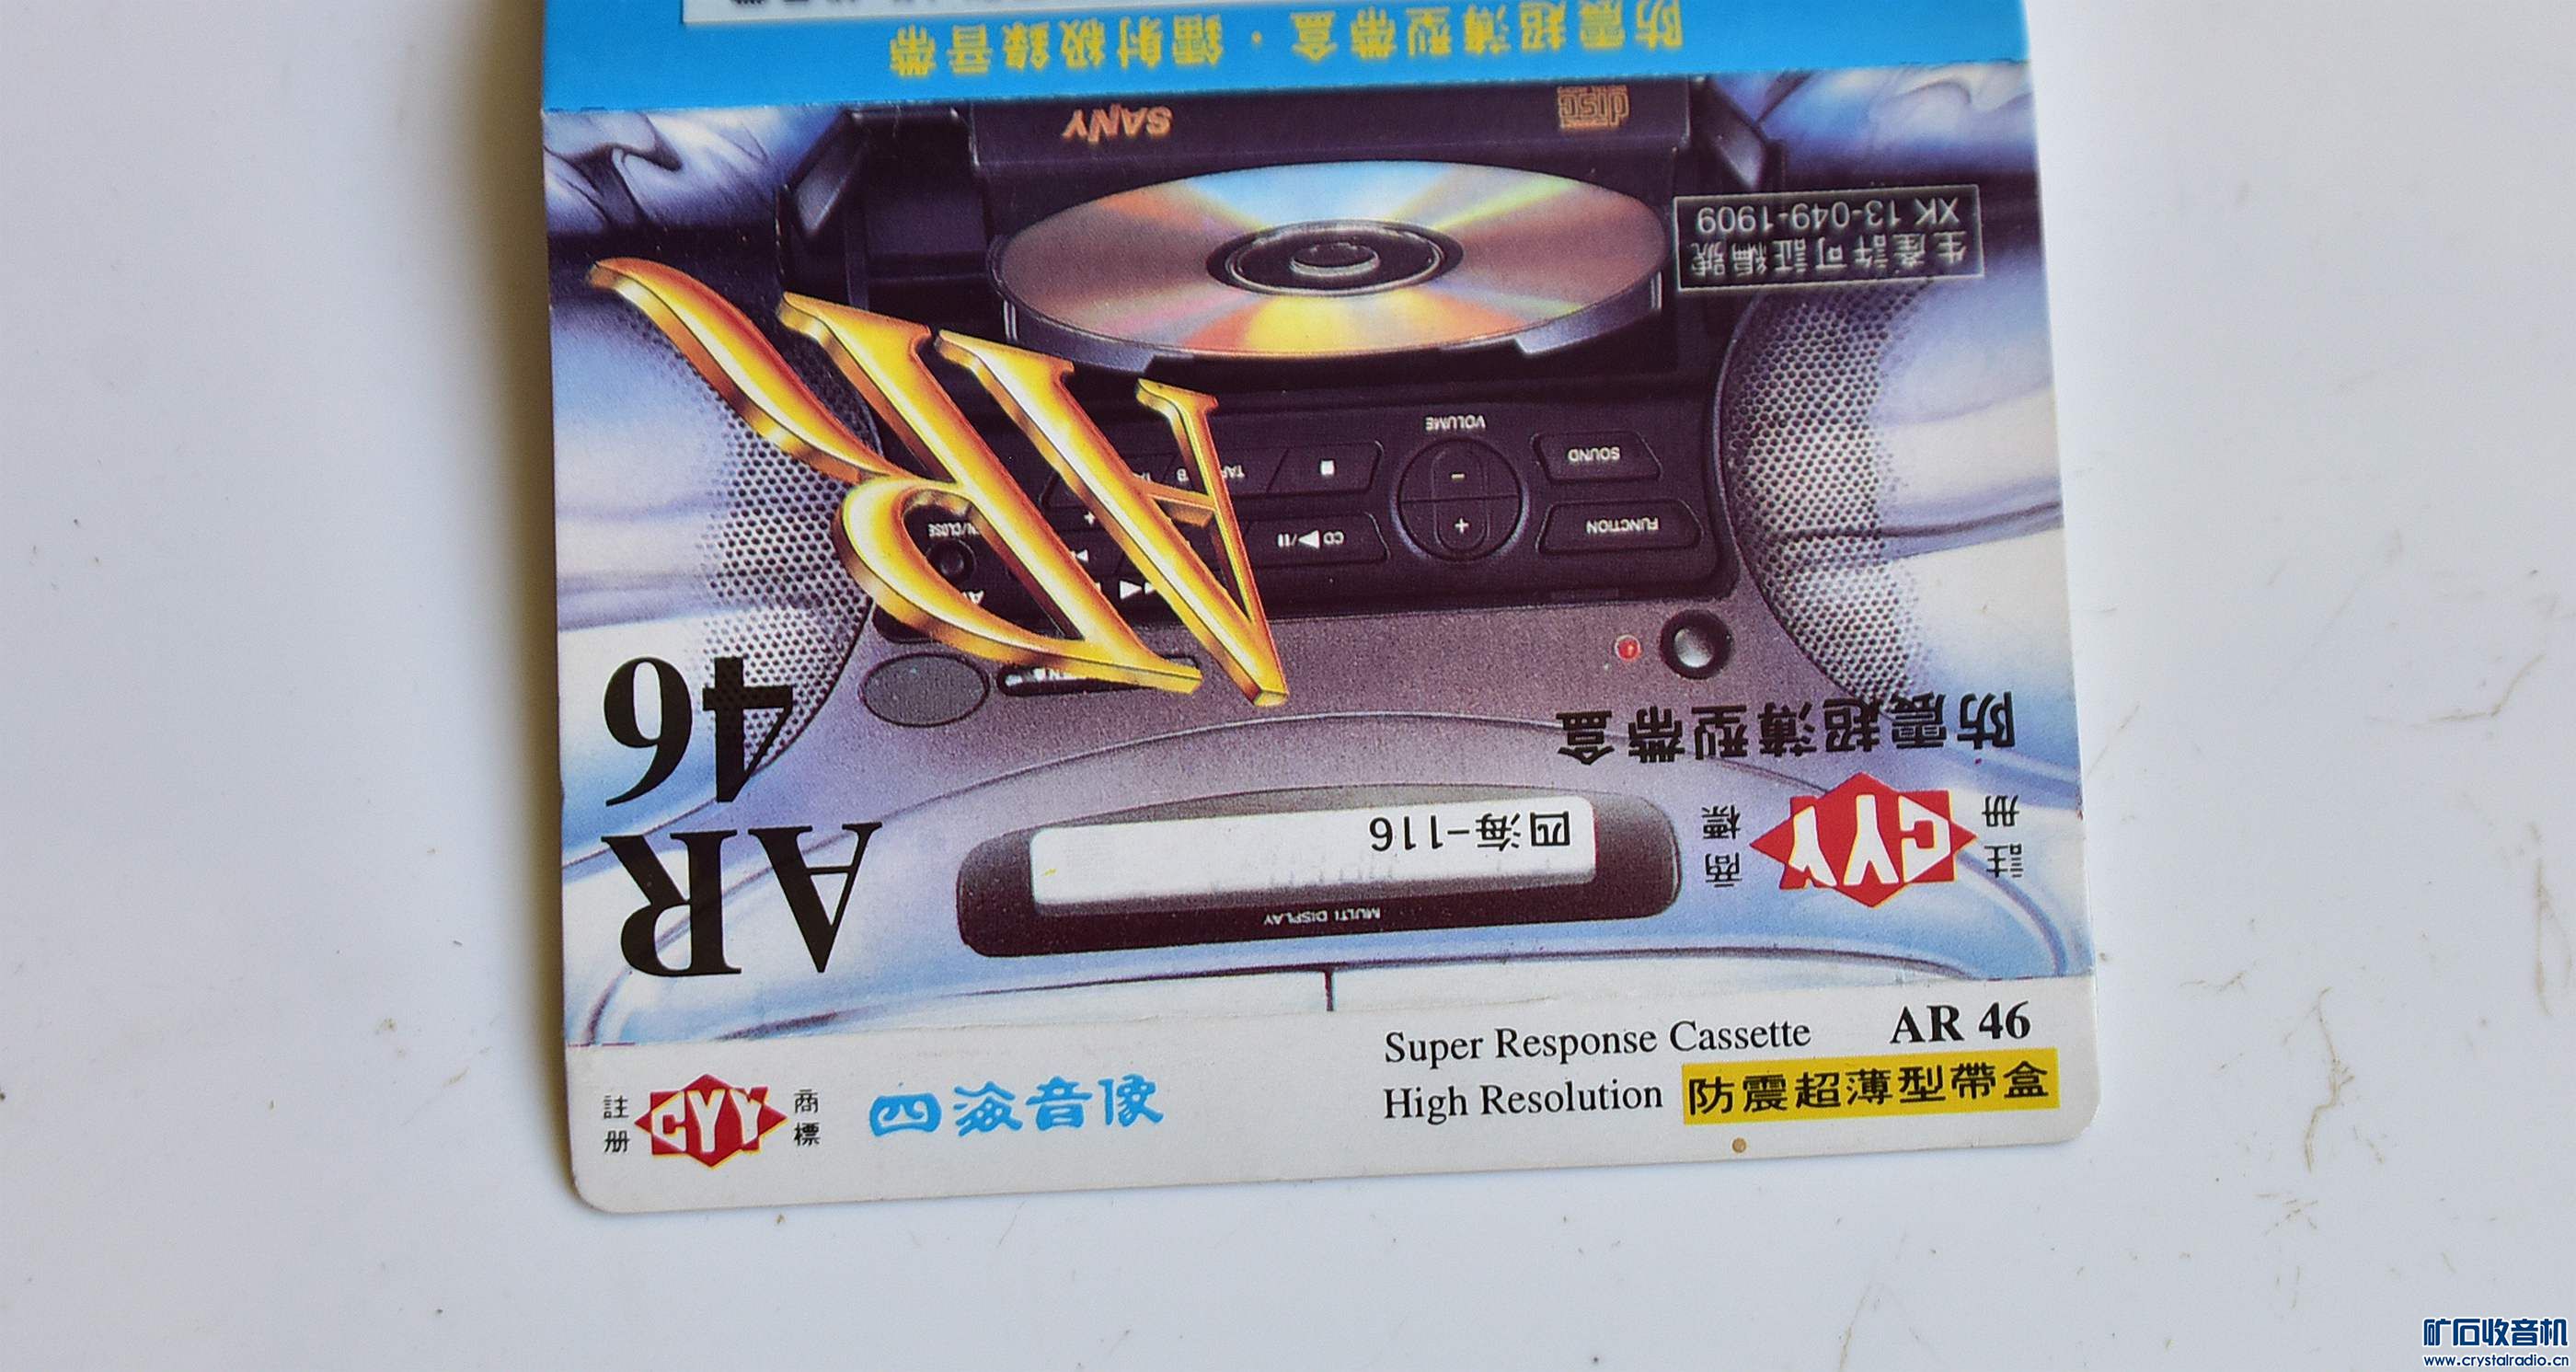 防震超薄型帶盒·鐳射級錄音帶
SANY
disc
生產許可証編號
XK 13-049-1909
VOLUME
SOUND
FUNCTION
CD ▶/II
−
+
AR
AR
46
防震超薄型帶盒
註册
CYY
商標
四海-116
MULTI DISPLAY
Super Response Cassette
AR 46
High Resolution
防震超薄型帶盒
註册
CYY
商標
四海音像
矿石收音机
www.crystalradio.cn